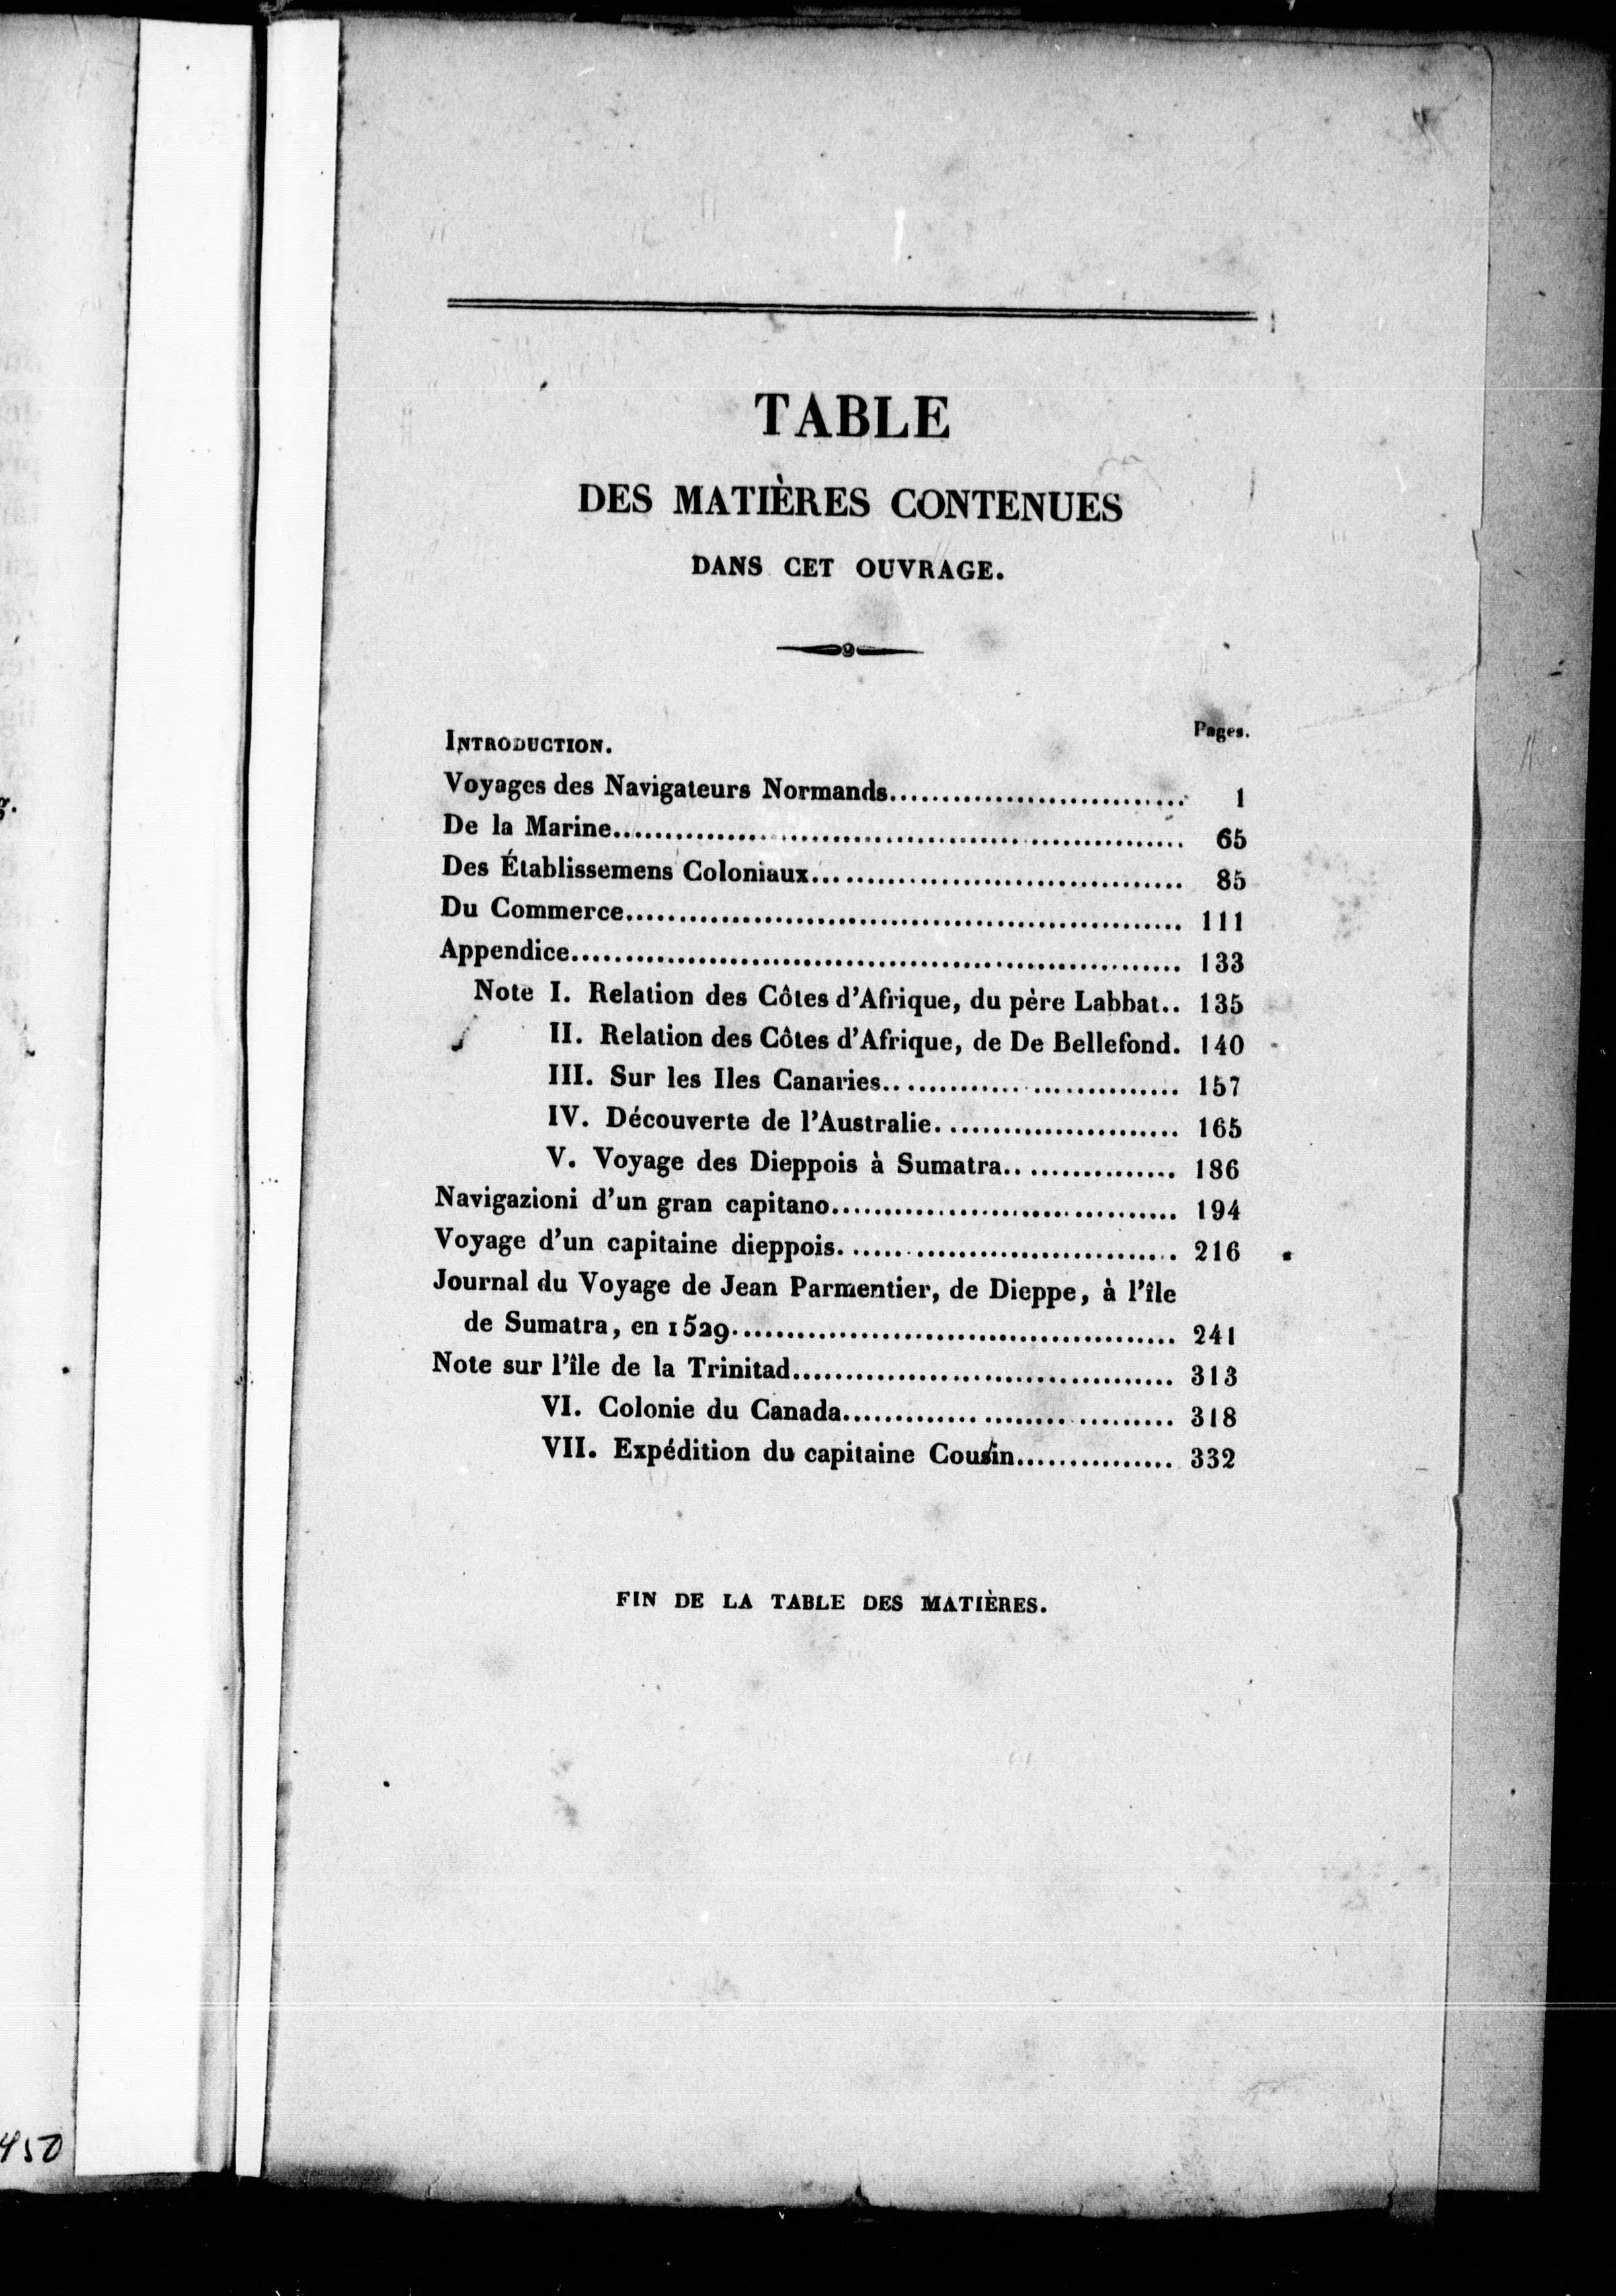 TABLE
DES MATIÈRES CONTENUES
DANS CET OUVRAGE.
Pages.
INTRODUCTION.
Voyages des Navigateurs Normands............................ 1
De la Marine...................................................... 65
Des Établissemens Coloniaux................................... 85
Du Commerce..................................................... 111
Appendice.......................................................... 133
Note I. Relation des Côtes d'Afrique, du père Labbat.. 135
II. Relation des Côtes d'Afrique, de De Bellefond. 140
III. Sur les Iles Canaries............................ 157
IV. Découverte de l'Australie....................... 165
V. Voyage des Dieppois à Sumatra................ 186
Navigazioni d'un gran capitano................................. 194
Voyage d'un capitaine dieppois................................ 216
Journal du Voyage de Jean Parmentier, de Dieppe, à l'île
de Sumatra, en 1529.......................................... 241
Note sur l'île de la Trinitad.................................... 313
VI. Colonie du Canada............................... 318
VII. Expédition du capitaine Cousin............... 332
FIN DE LA TABLE DES MATIÈRES.
450